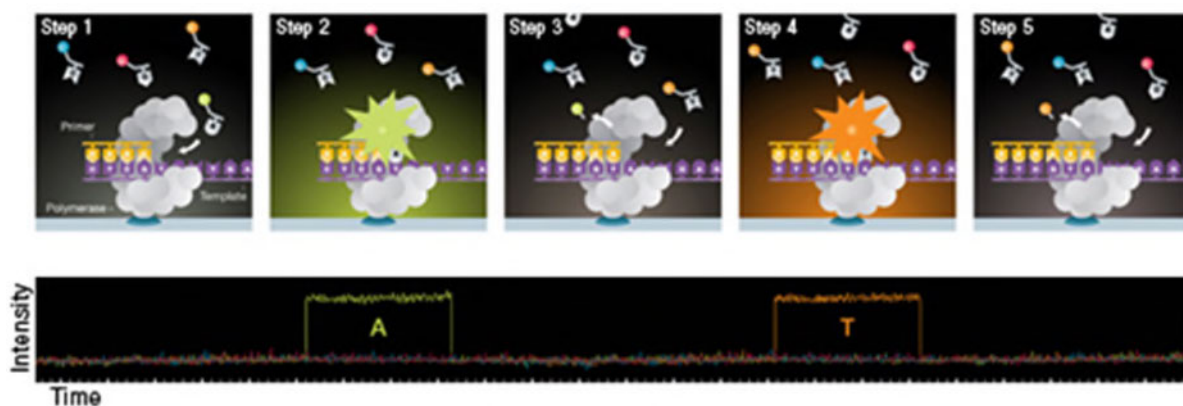 Step 1
Step 2
Step 3
Step 4
Step 5
Primer
Template
Polymerase
Intensity
A
T
Time